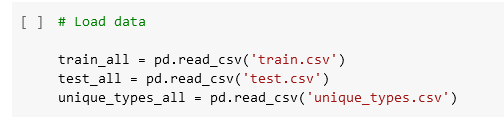 [ ] # Load data
train_all = pd.read_csv('train.csv')
test_all = pd.read_csv('test.csv')
unique_types_all = pd.read_csv('unique_types.csv')